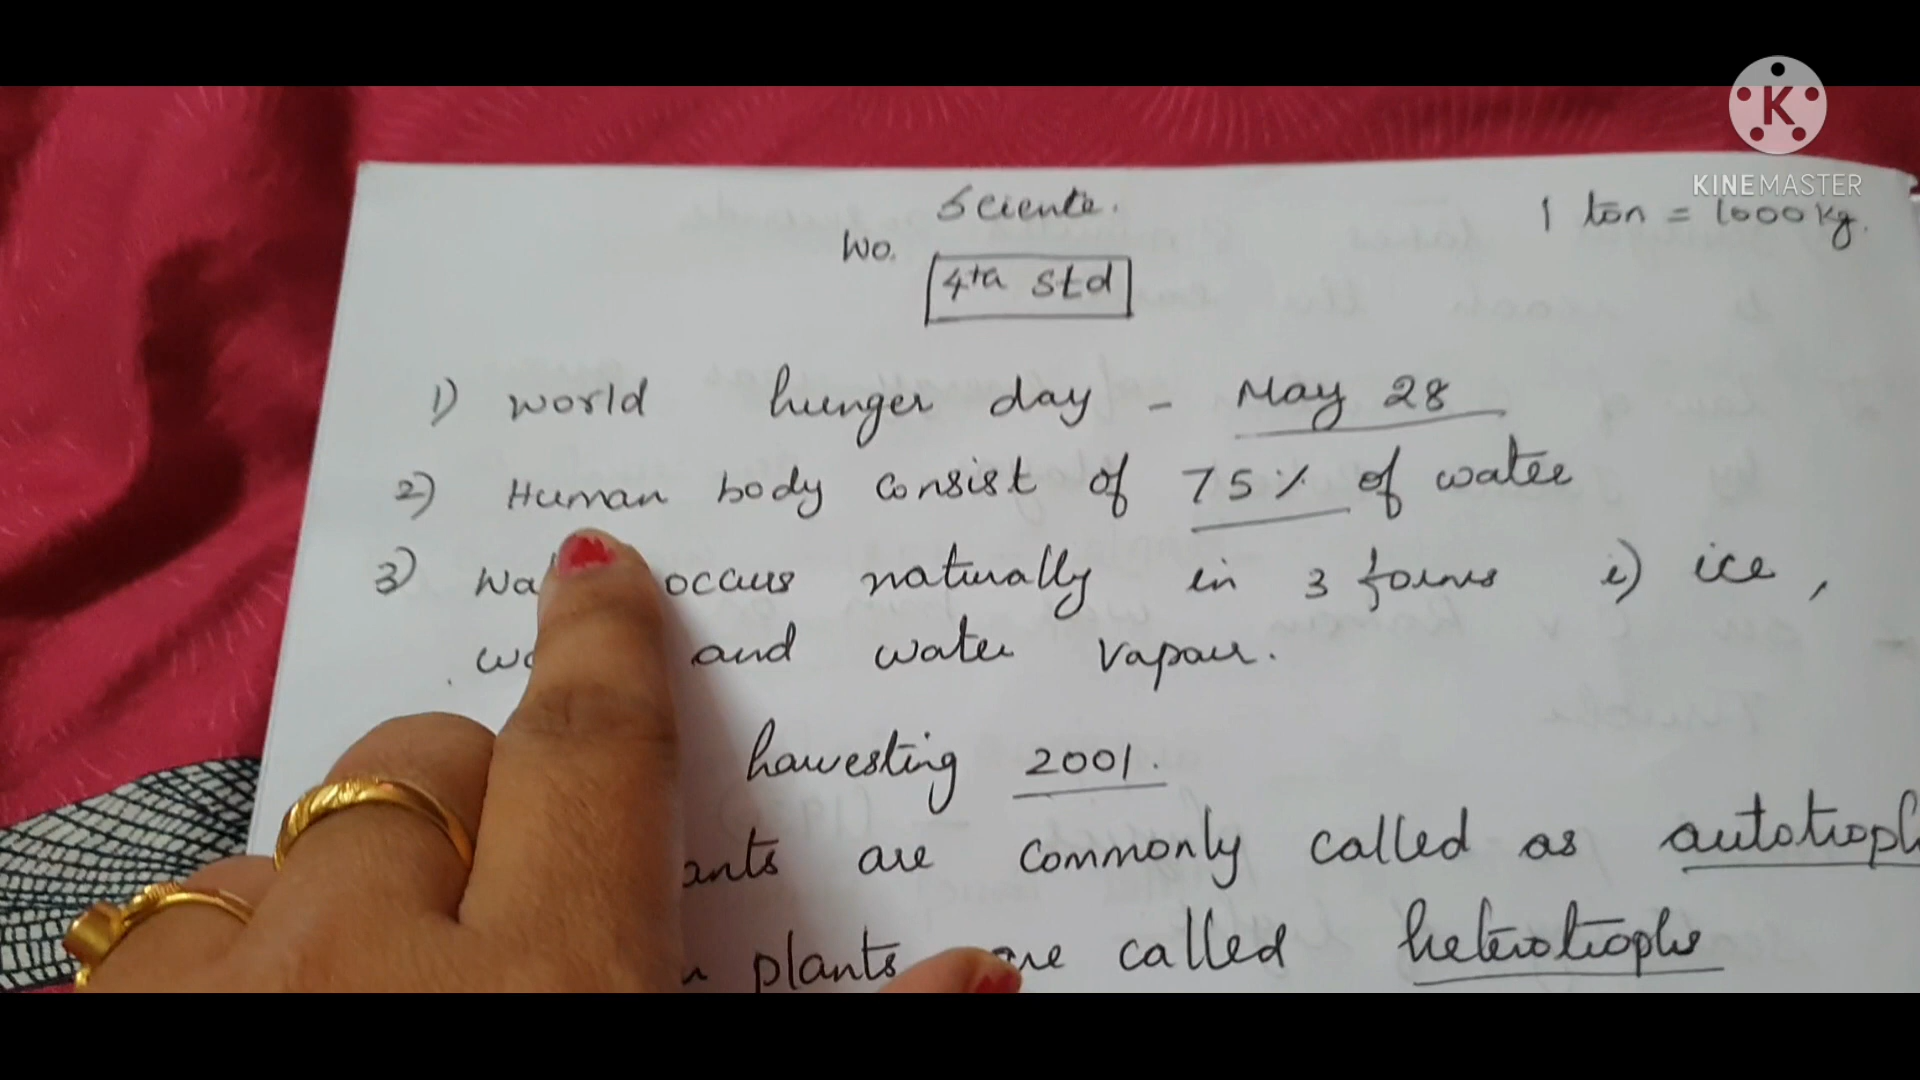 K
KINEMASTER
Science.
1 ton = 1000 kg.
Wo.
4th Std
1) World hunger day - May 28
2) Human body consist of 75% of water
3) occurs naturally in 3 forms i) ice,
and water vapour.
harvesting 2001.
are commonly called as
plants are called heterotrophs